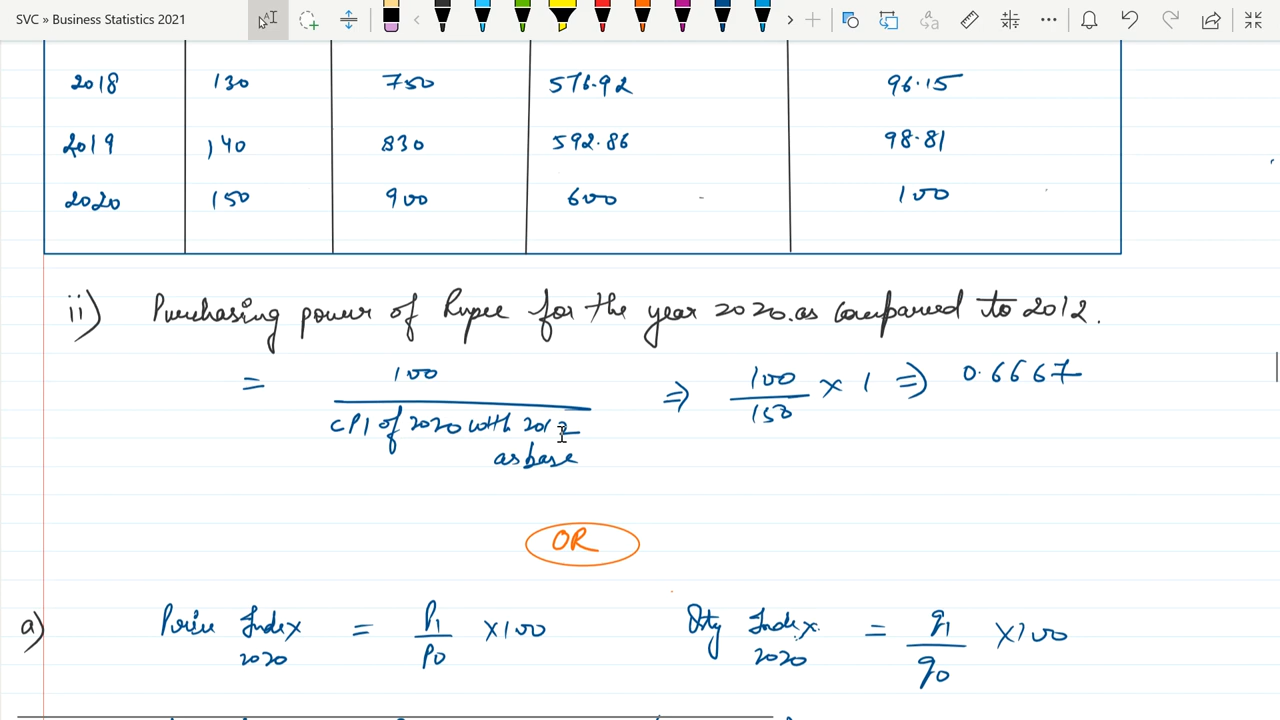 SVC » Business Statistics 2021
2018 130 750 576.92 96.15
2019 140 830 592.86 98.81
2020 150 900 600 100
ii) Purchasing power of Rupee for the year 2020 as compared to 2012.
= 100 / CPI of 2020 with 2012 as base ⇒ 100/150 × 1 ⇒ 0.6667
OR
a) Price Index 2020 = P1/P0 ×100 Qty Index 2020 = q1/q0 ×100